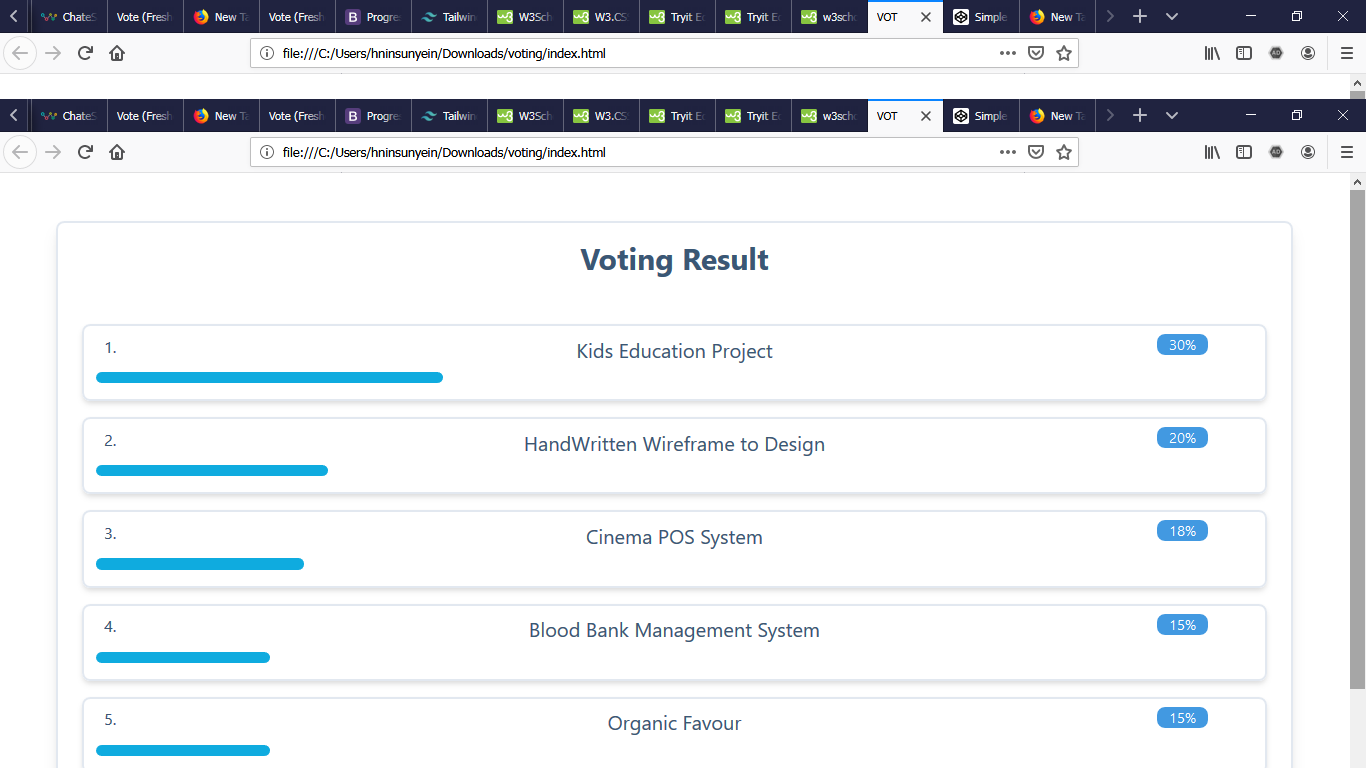 ChateS Vote (Fresh New Ta Vote (Fresh B Progre Tailwin W3Sch W3.CS Tryit Ed Tryit Ed w3scho VOT Simple New Ta
file:///C:/Users/hninsunyein/Downloads/voting/index.html
ChateS Vote (Fresh New Ta Vote (Fresh B Progre Tailwin W3Sch W3.CS Tryit Ed Tryit Ed w3scho VOT Simple New Ta
file:///C:/Users/hninsunyein/Downloads/voting/index.html
Voting Result
1. Kids Education Project 30%
2. HandWritten Wireframe to Design 20%
3. Cinema POS System 18%
4. Blood Bank Management System 15%
5. Organic Favour 15%